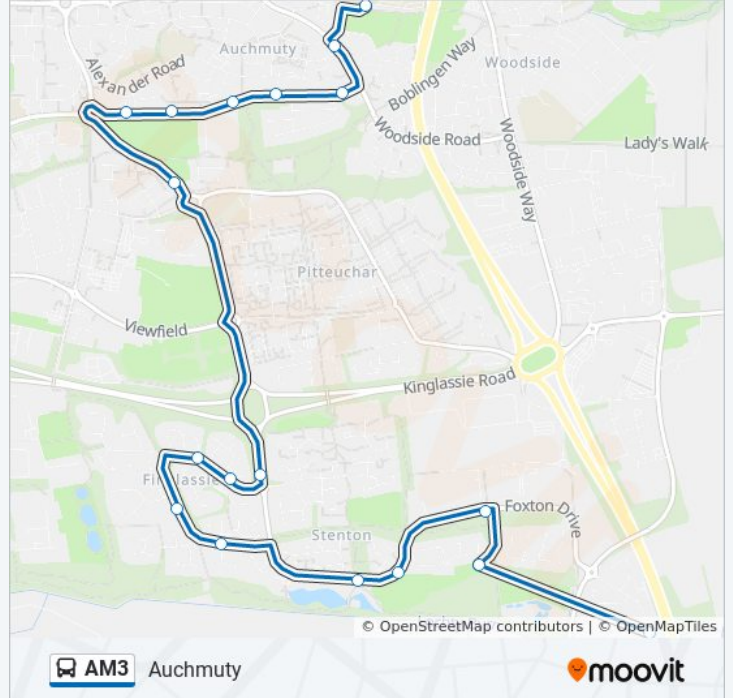 Auchmuty
Woodside
Alexander Road
Boblingen Way
Woodside Road
Woodside Way
Lady's Walk
Pitteuchar
Viewfield
Kinglassie Road
Finglassie
Foxton Drive
Stenton
© OpenStreetMap contributors | © OpenMapTiles
AM3 Auchmuty
moovit